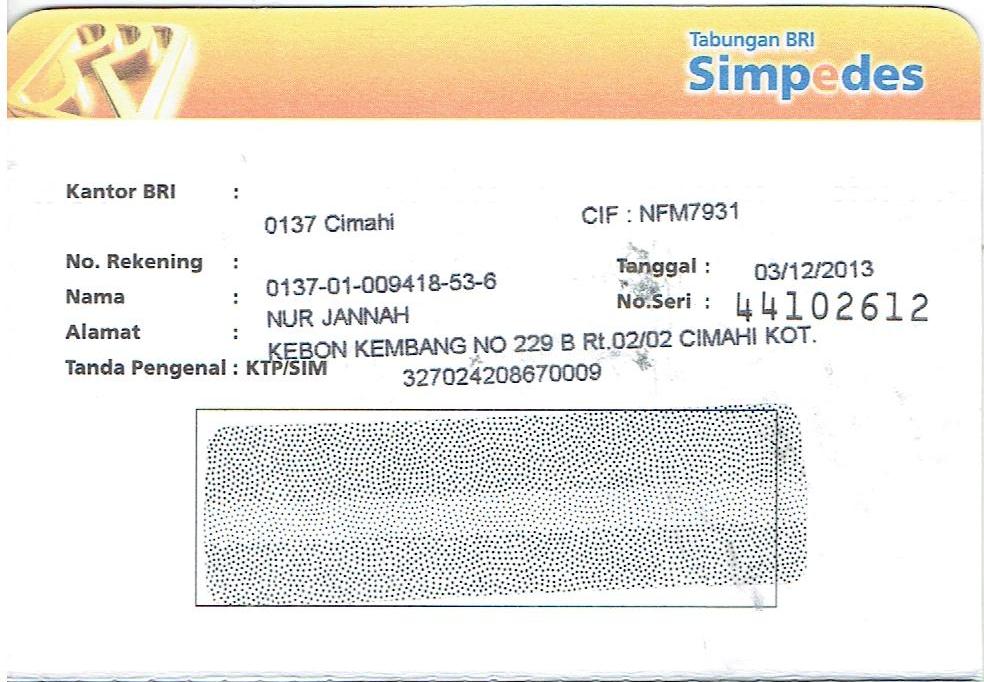 BRI
Tabungan BRI
Simpedes
Kantor BRI :
0137 Cimahi CIF : NFM7931
No. Rekening : 0137-01-009418-53-6 Tanggal : 03/12/2013
Nama : NUR JANNAH No.Seri : 44102612
Alamat : KEBON KEMBANG NO 229 B Rt.02/02 CIMAHI KOT.
Tanda Pengenal : KTP/SIM 327024208670009